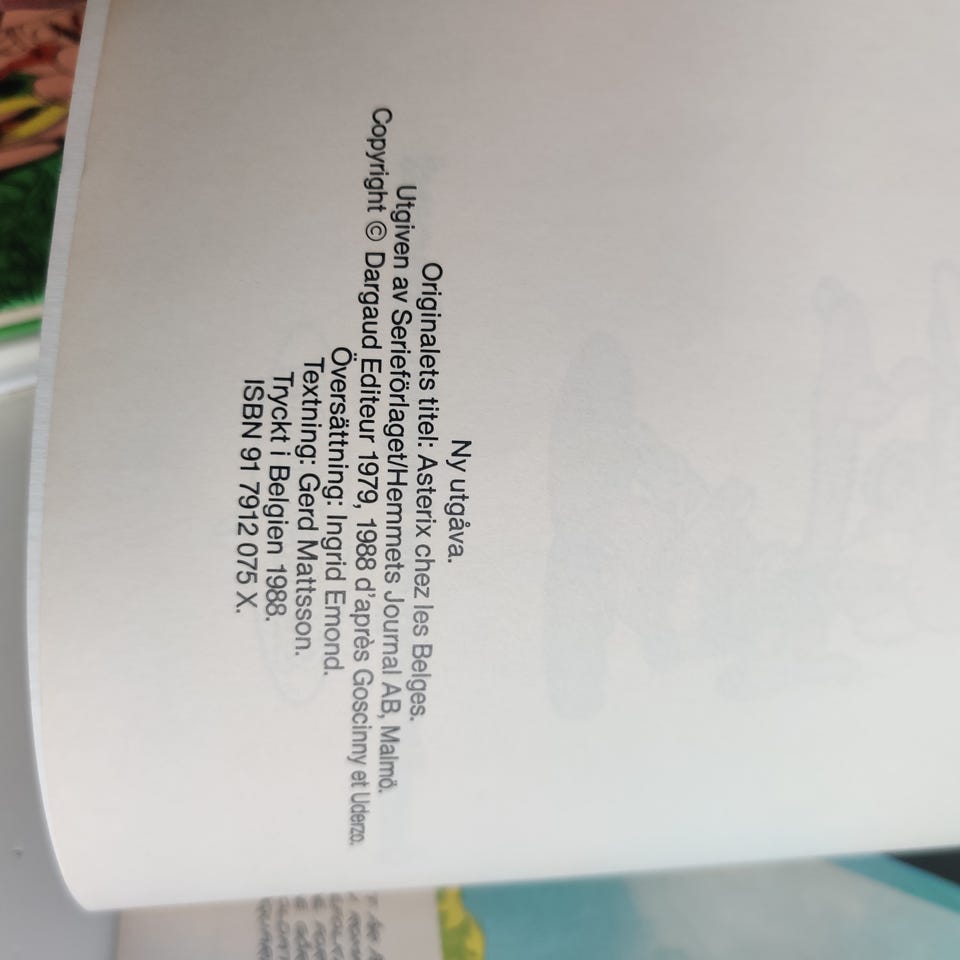 Ny utgåva.
Originalets titel: Asterix chez les Belges.
Utgiven av Serieförlaget/Hemmets Journal AB, Malmö.
Copyright © Dargaud Editeur 1979, 1988 d'après Goscinny et Uderzo.
Översättning: Ingrid Emond.
Textning: Gerd Mattsson.
Tryckt i Belgien 1988.
ISBN 91 7912 075 X.